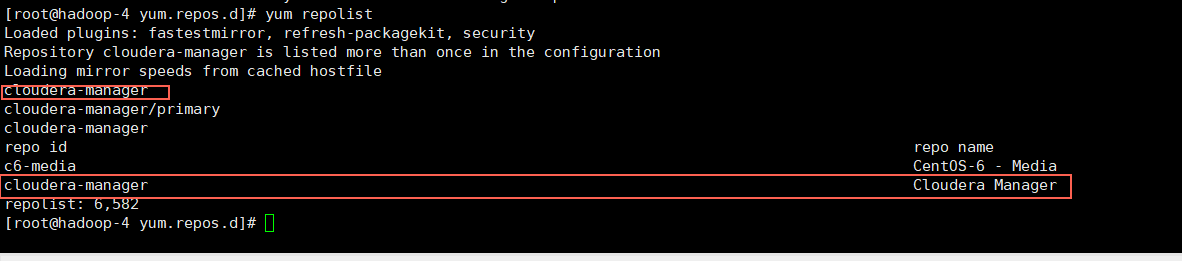 [root@hadoop-4 yum.repos.d]# yum repolist
Loaded plugins: fastestmirror, refresh-packagekit, security
Repository cloudera-manager is listed more than once in the configuration
Loading mirror speeds from cached hostfile
cloudera-manager
cloudera-manager/primary
cloudera-manager
repo id repo name
c6-media CentOS-6 - Media
cloudera-manager Cloudera Manager
repolist: 6,582
[root@hadoop-4 yum.repos.d]#